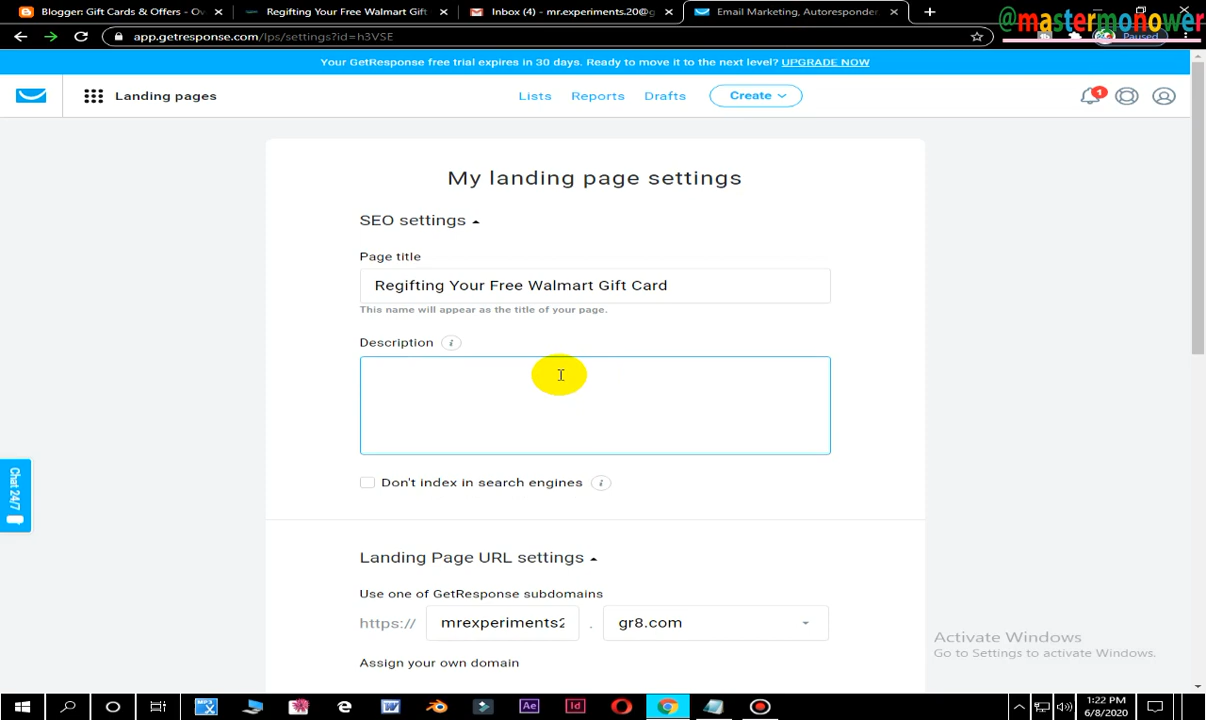 Blogger: Gift Cards & Offers - Ov
Regifting Your Free Walmart Gift
Inbox (4) - mr.experiments.20@g
Email Marketing, Autoresponder,
@mastermonower
app.getresponse.com/lps/settings?id=h3VSE
Paused
Your GetResponse free trial expires in 30 days. Ready to move it to the next level? UPGRADE NOW
Landing pages
Lists
Reports
Drafts
Create
1
My landing page settings
SEO settings
Page title
Regifting Your Free Walmart Gift Card
This name will appear as the title of your page.
Description i
Don't index in search engines i
Chat 24/7
Landing Page URL settings
Use one of GetResponse subdomains
https:// mrexperiments2 . gr8.com
Assign your own domain
Activate Windows
Go to Settings to activate Windows.
MP3
W
Ae
Id
1:22 PM
6/8/2020